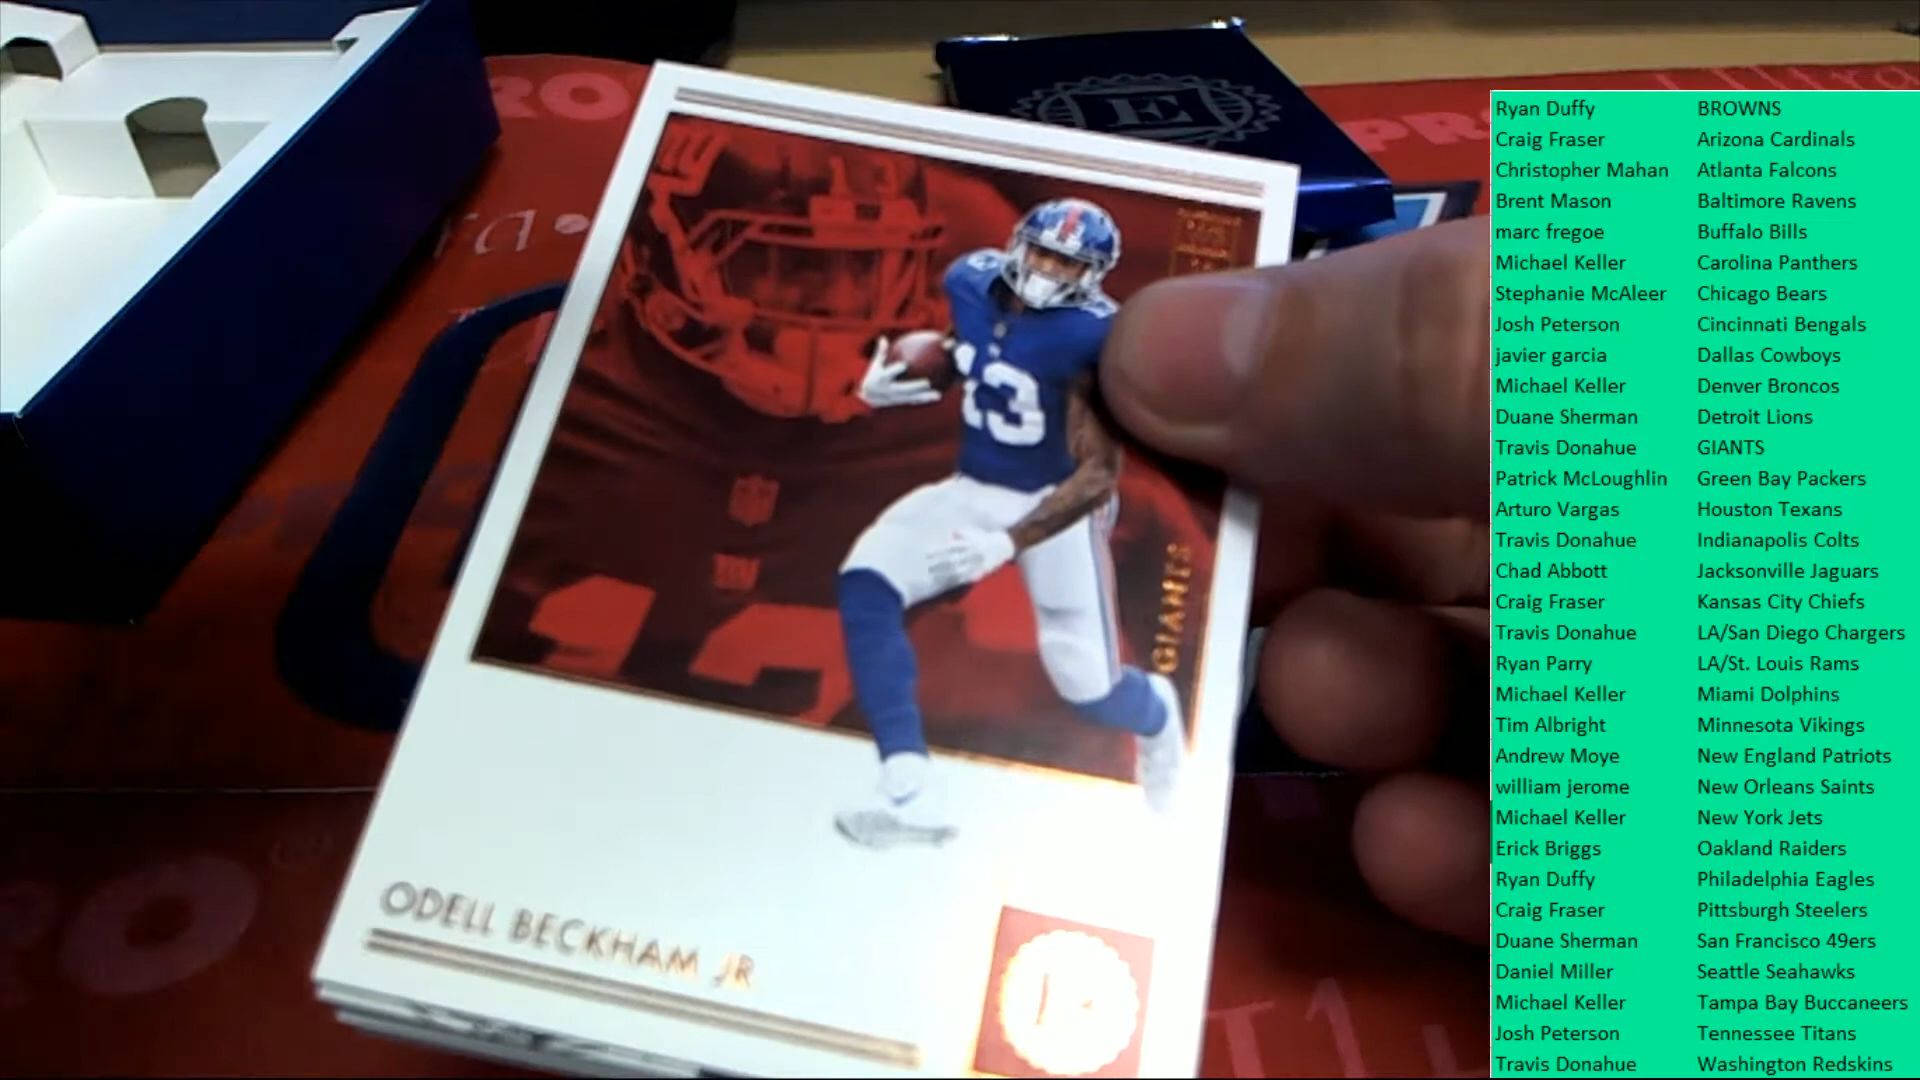 RO
PR
Ultra
ra
E
13
GIANTS
ODELL BECKHAM JR
Ryan Duffy BROWNS
Craig Fraser Arizona Cardinals
Christopher Mahan Atlanta Falcons
Brent Mason Baltimore Ravens
marc fregoe Buffalo Bills
Michael Keller Carolina Panthers
Stephanie McAleer Chicago Bears
Josh Peterson Cincinnati Bengals
javier garcia Dallas Cowboys
Michael Keller Denver Broncos
Duane Sherman Detroit Lions
Travis Donahue GIANTS
Patrick McLoughlin Green Bay Packers
Arturo Vargas Houston Texans
Travis Donahue Indianapolis Colts
Chad Abbott Jacksonville Jaguars
Craig Fraser Kansas City Chiefs
Travis Donahue LA/San Diego Chargers
Ryan Parry LA/St. Louis Rams
Michael Keller Miami Dolphins
Tim Albright Minnesota Vikings
Andrew Moye New England Patriots
william jerome New Orleans Saints
Michael Keller New York Jets
Erick Briggs Oakland Raiders
Ryan Duffy Philadelphia Eagles
Craig Fraser Pittsburgh Steelers
Duane Sherman San Francisco 49ers
Daniel Miller Seattle Seahawks
Michael Keller Tampa Bay Buccaneers
Josh Peterson Tennessee Titans
Travis Donahue Washington Redskins